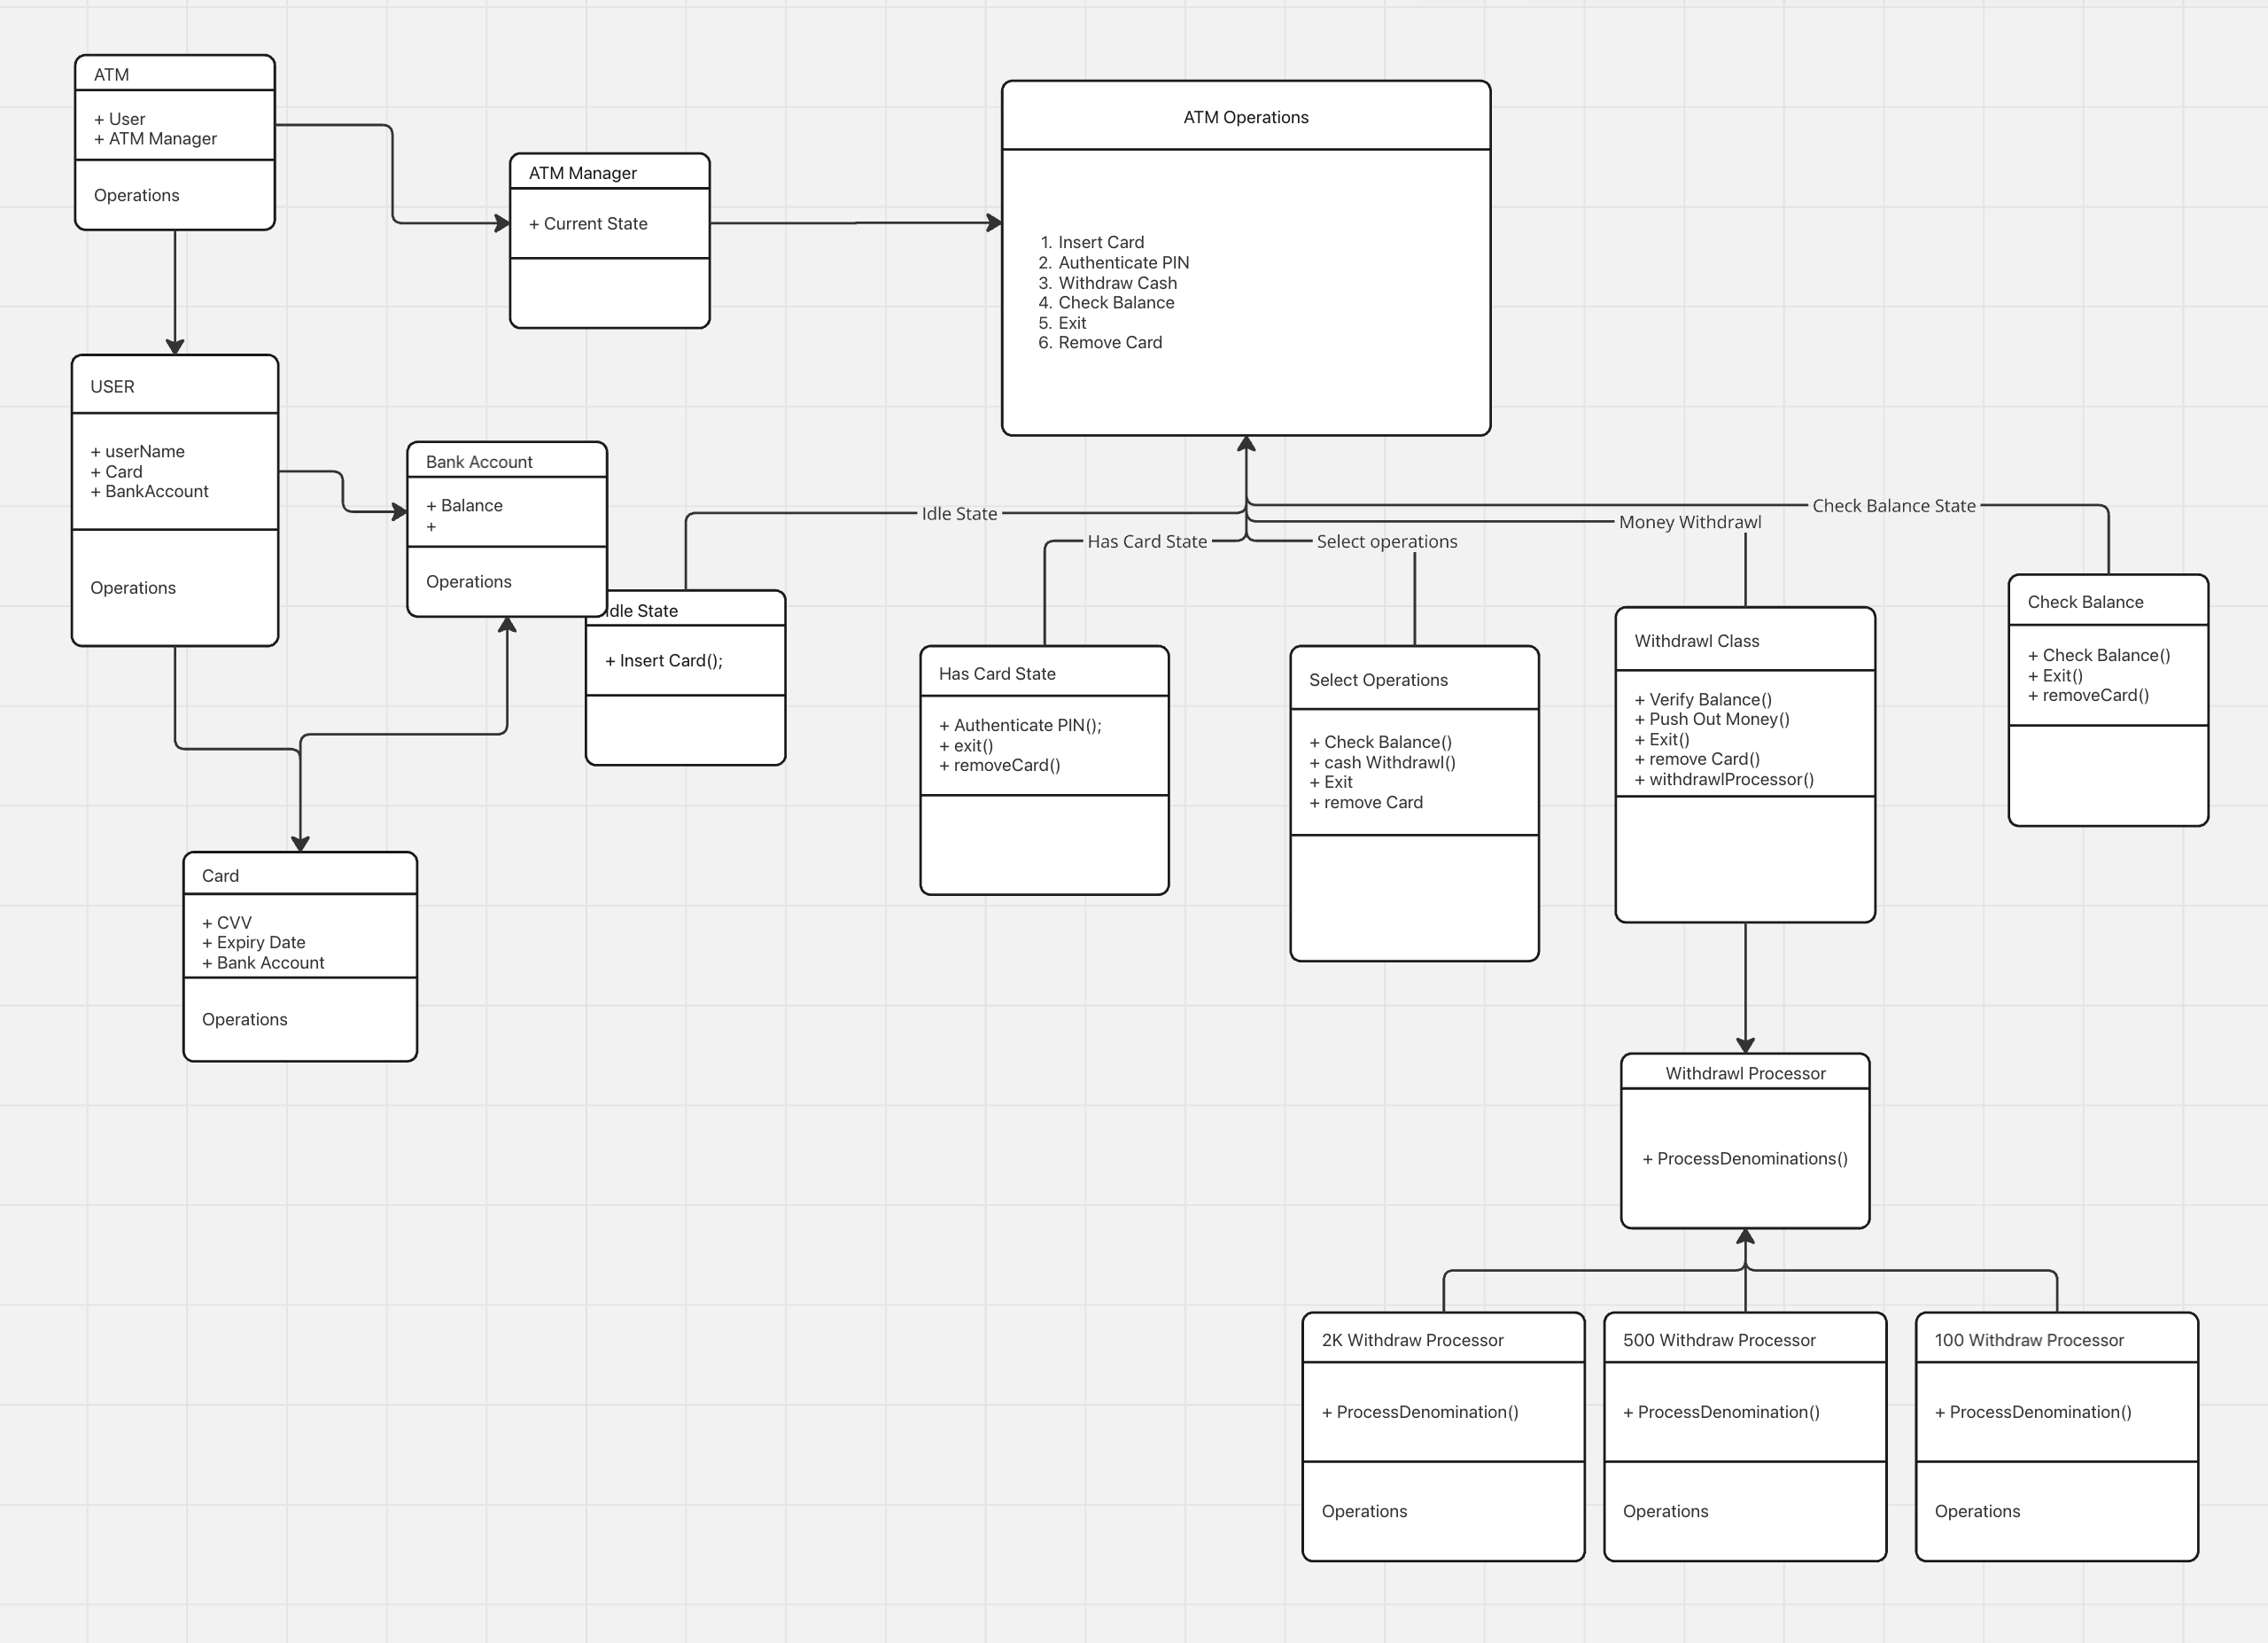 ATM
+ User
+ ATM Manager
Operations
ATM Manager
+ Current State
ATM Operations
1. Insert Card
2. Authenticate PIN
3. Withdraw Cash
4. Check Balance
5. Exit
6. Remove Card
USER
+ userName
+ Card
+ BankAccount
Operations
Bank Account
+ Balance
+
Operations
Idle State
Has Card State
Select operations
Money Withdrawl
Check Balance State
Idle State
+ Insert Card();
Has Card State
+ Authenticate PIN();
+ exit()
+ removeCard()
Select Operations
+ Check Balance()
+ cash Withdrawl()
+ Exit
+ remove Card
Withdrawl Class
+ Verify Balance()
+ Push Out Money()
+ Exit()
+ remove Card()
+ withdrawlProcessor()
Check Balance
+ Check Balance()
+ Exit()
+ removeCard()
Card
+ CVV
+ Expiry Date
+ Bank Account
Operations
Withdrawl Processor
+ ProcessDenominations()
2K Withdraw Processor
+ ProcessDenomination()
Operations
500 Withdraw Processor
+ ProcessDenomination()
Operations
100 Withdraw Processor
+ ProcessDenomination()
Operations